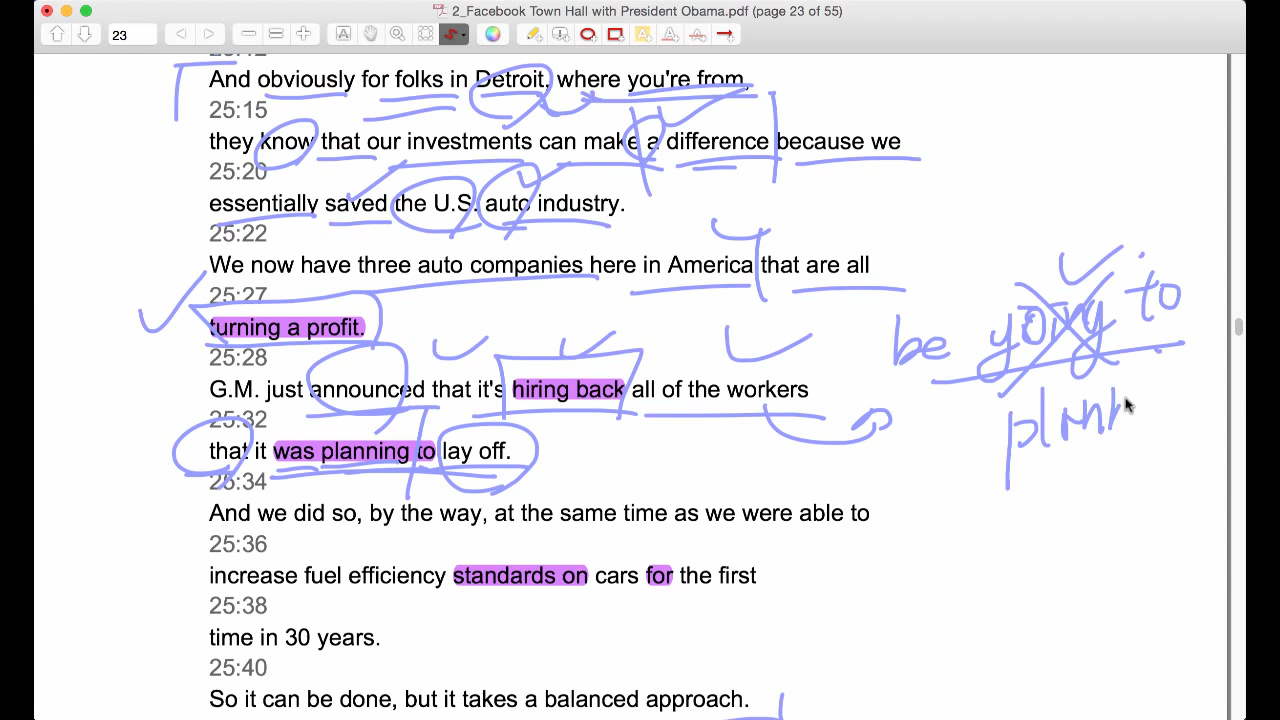 2_Facebook Town Hall with President Obama.pdf (page 23 of 55)
23
And obviously for folks in Detroit, where you're from,
25:15
they know that our investments can make a difference because we
25:20
essentially saved the U.S. auto industry.
25:22
We now have three auto companies here in America that are all
25:27
turning a profit.
25:28
G.M. just announced that it's hiring back all of the workers
25:32
that it was planning to lay off.
25:34
And we did so, by the way, at the same time as we were able to
25:36
increase fuel efficiency standards on cars for the first
25:38
time in 30 years.
25:40
So it can be done, but it takes a balanced approach.
be going to